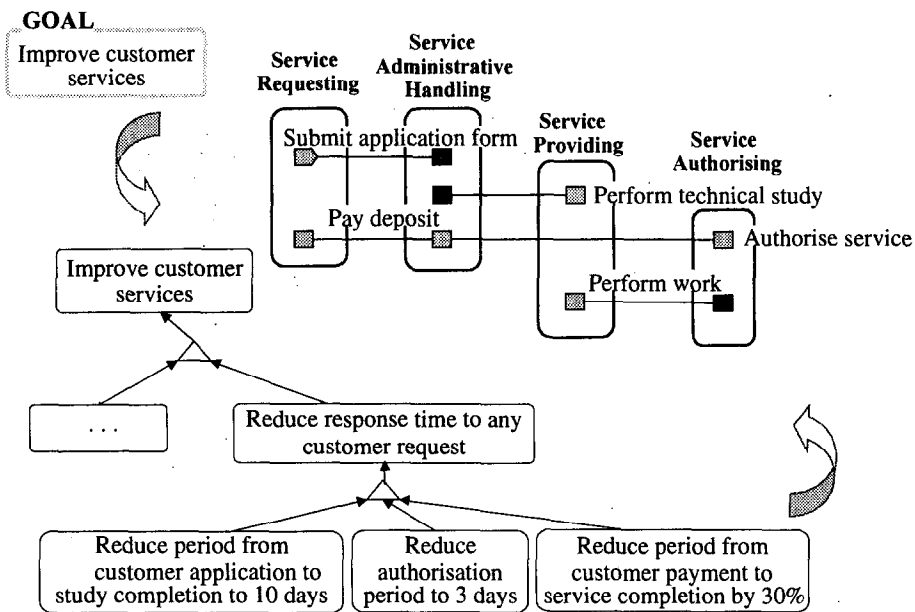 GOAL
Improve customer
services
Service
Requesting
Service
Administrative
Handling
Service
Providing
Service
Authorising
Submit application form
Perform technical study
Pay deposit
Authorise service
Perform work
Improve customer
services
. . .
Reduce response time to any
customer request
Reduce period from
customer application to
study completion to 10 days
Reduce
authorisation
period to 3 days
Reduce period from
customer payment to
service completion by 30%